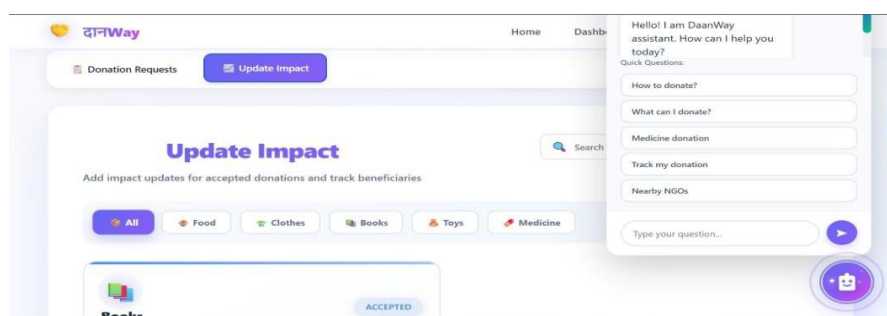 दानWay
Home
Dashbo
Donation Requests
Update Impact
Update Impact
Search
Add impact updates for accepted donations and track beneficiaries
All
Food
Clothes
Books
Toys
Medicine
Books
ACCEPTED
Hello! I am DaanWay
assistant. How can I help you
today?
Quick Questions:
How to donate?
What can I donate?
Medicine donation
Track my donation
Nearby NGOs
Type your question...